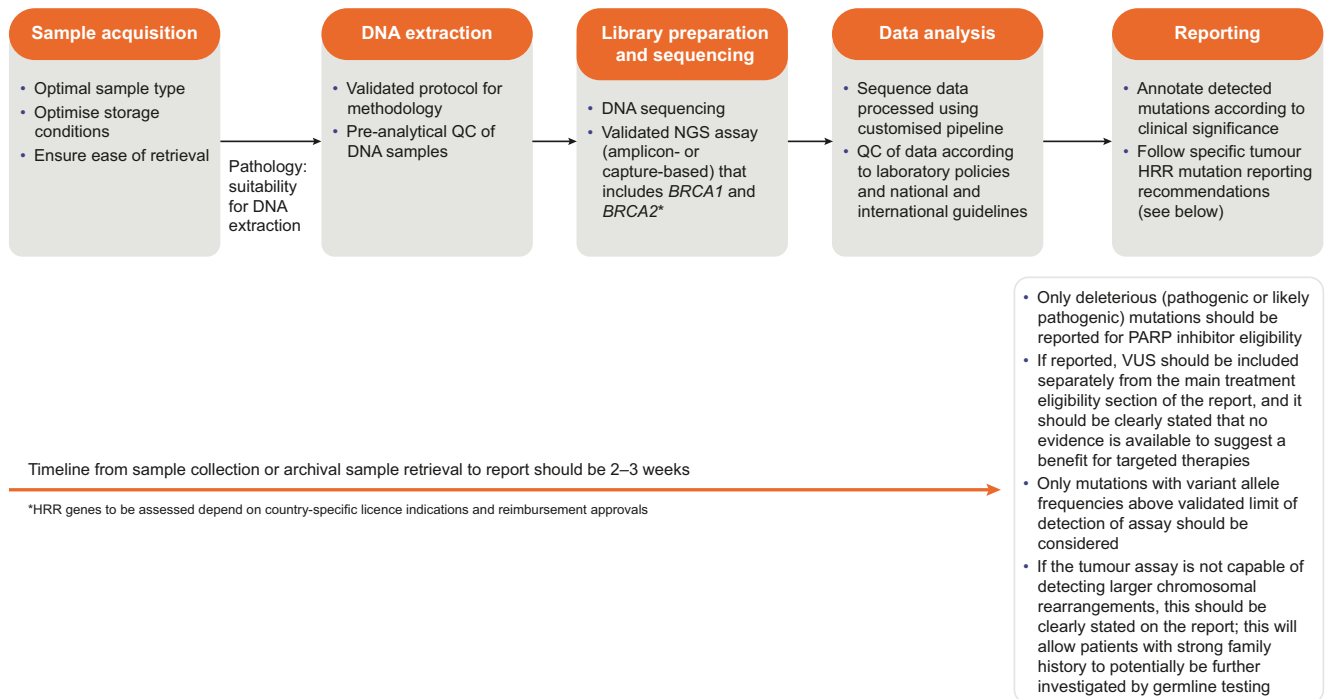 Sample acquisition
• Optimal sample type
• Optimise storage
conditions
• Ensure ease of retrieval
Pathology:
suitability
for DNA
extraction
DNA extraction
• Validated protocol for
methodology
• Pre-analytical QC of
DNA samples
Library preparation
and sequencing
• DNA sequencing
• Validated NGS assay
(amplicon- or
capture-based) that
includes BRCA1 and
BRCA2*
Data analysis
• Sequence data
processed using
customised pipeline
• QC of data according
to laboratory policies
and national and
international guidelines
Reporting
• Annotate detected
mutations according to
clinical significance
• Follow specific tumour
HRR mutation reporting
recommendations
(see below)
• Only deleterious (pathogenic or likely
pathogenic) mutations should be
reported for PARP inhibitor eligibility
• If reported, VUS should be included
separately from the main treatment
eligibility section of the report, and it
should be clearly stated that no
evidence is available to suggest a
benefit for targeted therapies
• Only mutations with variant allele
frequencies above validated limit of
detection of assay should be
considered
• If the tumour assay is not capable of
detecting larger chromosomal
rearrangements, this should be
clearly stated on the report; this will
allow patients with strong family
history to potentially be further
investigated by germline testing
Timeline from sample collection or archival sample retrieval to report should be 2–3 weeks
*HRR genes to be assessed depend on country-specific licence indications and reimbursement approvals